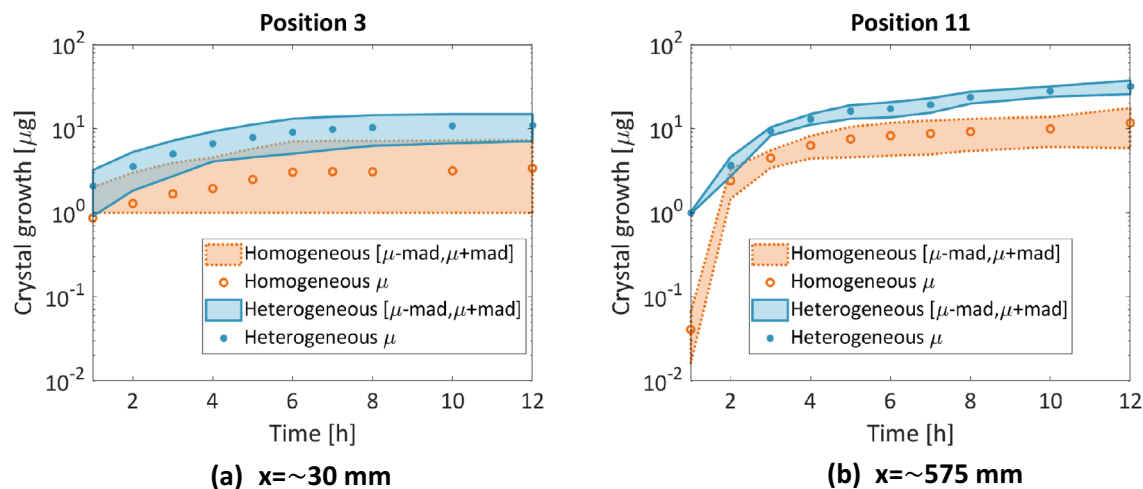 Position 3
Crystal growth [μg]
10^2
10^1
10^0
10^-1
10^-2
Homogeneous [μ-mad,μ+mad]
Homogeneous μ
Heterogeneous [μ-mad,μ+mad]
Heterogeneous μ
2 4 6 8 10 12
Time [h]
(a) x=~30 mm
Position 11
Crystal growth [μg]
10^2
10^1
10^0
10^-1
10^-2
Homogeneous [μ-mad,μ+mad]
Homogeneous μ
Heterogeneous [μ-mad,μ+mad]
Heterogeneous μ
2 4 6 8 10 12
Time [h]
(b) x=~575 mm